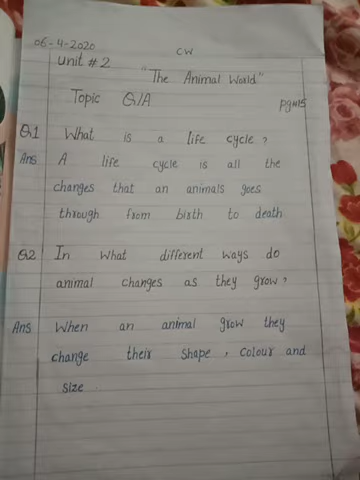 06-4-2020
CW
Unit # 2
"The Animal World"
Topic Q/A
Pg#15
Q.1 What is a life cycle ?
Ans A life cycle is all the
changes that an animals goes
through from birth to death
Q.2 In what different ways do
animal changes as they grow ?
Ans When an animal grow they
change their shape , colour and
size .